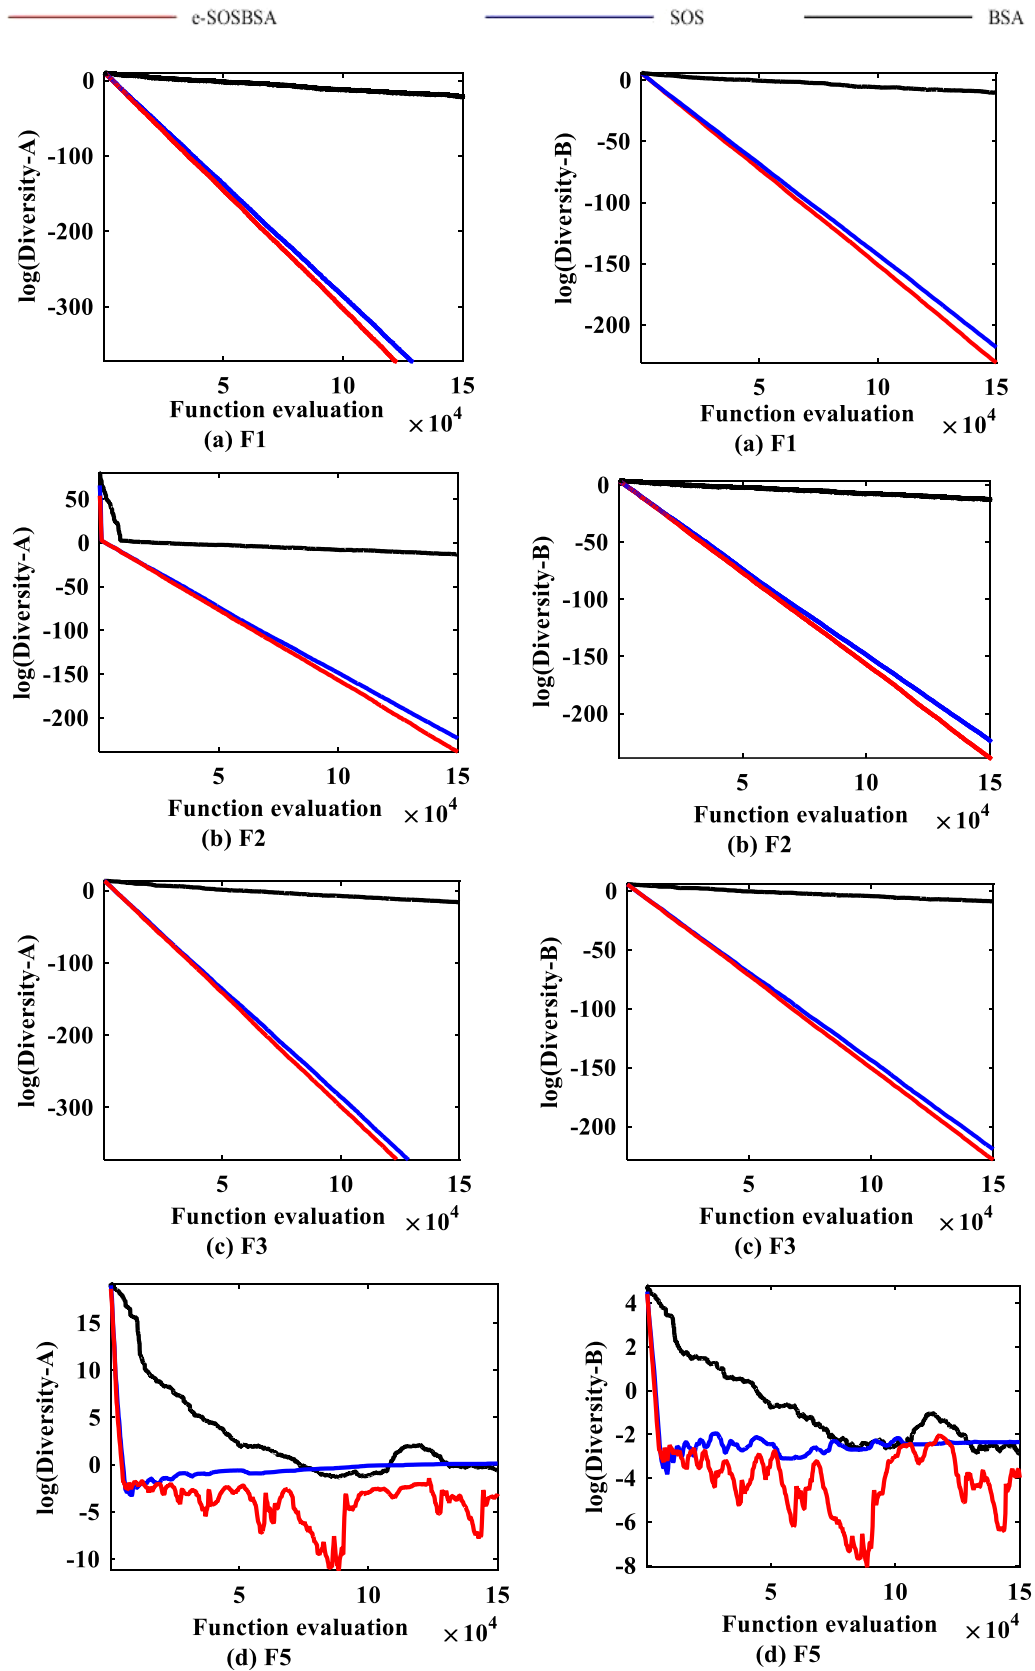 e-SOSBSA SOS BSA
0
-100
-200
-300
log(Diversity-A)
5 10 15
Function evaluation
×10^4
(a) F1
0
-50
-100
-150
-200
log(Diversity-B)
5 10 15
Function evaluation
×10^4
(a) F1
50
0
-50
-100
-150
-200
log(Diversity-A)
5 10 15
Function evaluation
×10^4
(b) F2
0
-50
-100
-150
-200
log(Diversity-B)
5 10 15
Function evaluation
×10^4
(b) F2
0
-100
-200
-300
log(Diversity-A)
5 10 15
Function evaluation
×10^4
(c) F3
0
-50
-100
-150
-200
log(Diversity-B)
5 10 15
Function evaluation
×10^4
(c) F3
15
10
5
0
-5
-10
log(Diversity-A)
5 10 15
Function evaluation
×10^4
(d) F5
4
2
0
-2
-4
-6
-8
log(Diversity-B)
5 10 15
Function evaluation
×10^4
(d) F5